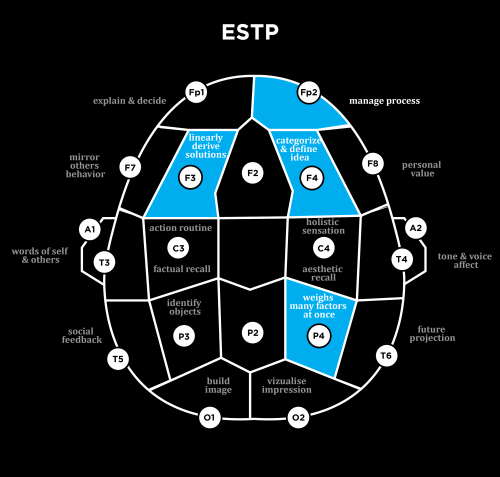 ESTP
Fp1
Fp2
explain & decide
manage process
linearly
derive
solutions
categorize
& define
idea
mirror
others
behavior
F7
F3
F2
F4
F8
personal
value
A1
action routine
holistic
sensation
A2
words of self
& others
T3
C3
C4
T4
tone & voice
affect
factual recall
aesthetic
recall
identify
objects
weighs
many factors
at once
social
feedback
P3
P2
P4
future
projection
T5
T6
build
image
vizualise
impression
O1
O2